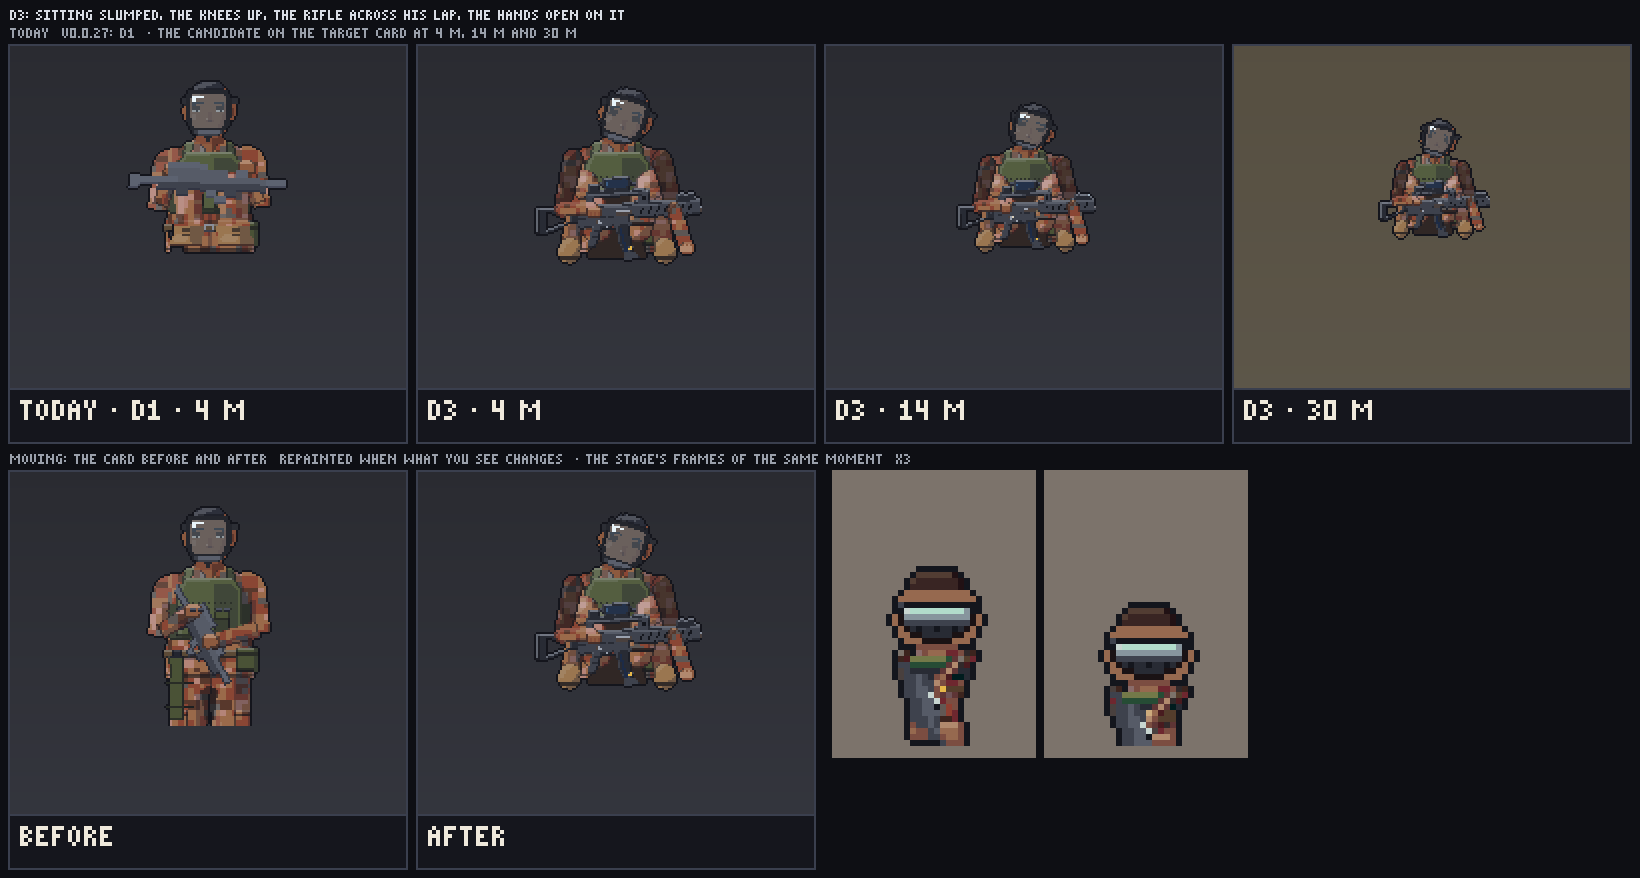 D3: SITTING SLUMPED, THE KNEES UP, THE RIFLE ACROSS HIS LAP, THE HANDS OPEN ON IT
TODAY V0.0.27: D1 · THE CANDIDATE ON THE TARGET CARD AT 4 M, 14 M AND 30 M
TODAY · D1 · 4 M
D3 · 4 M
D3 · 14 M
D3 · 30 M
MOVING: THE CARD BEFORE AND AFTER REPAINTED WHEN WHAT YOU SEE CHANGES · THE STAGE'S FRAMES OF THE SAME MOMENT X3
BEFORE
AFTER